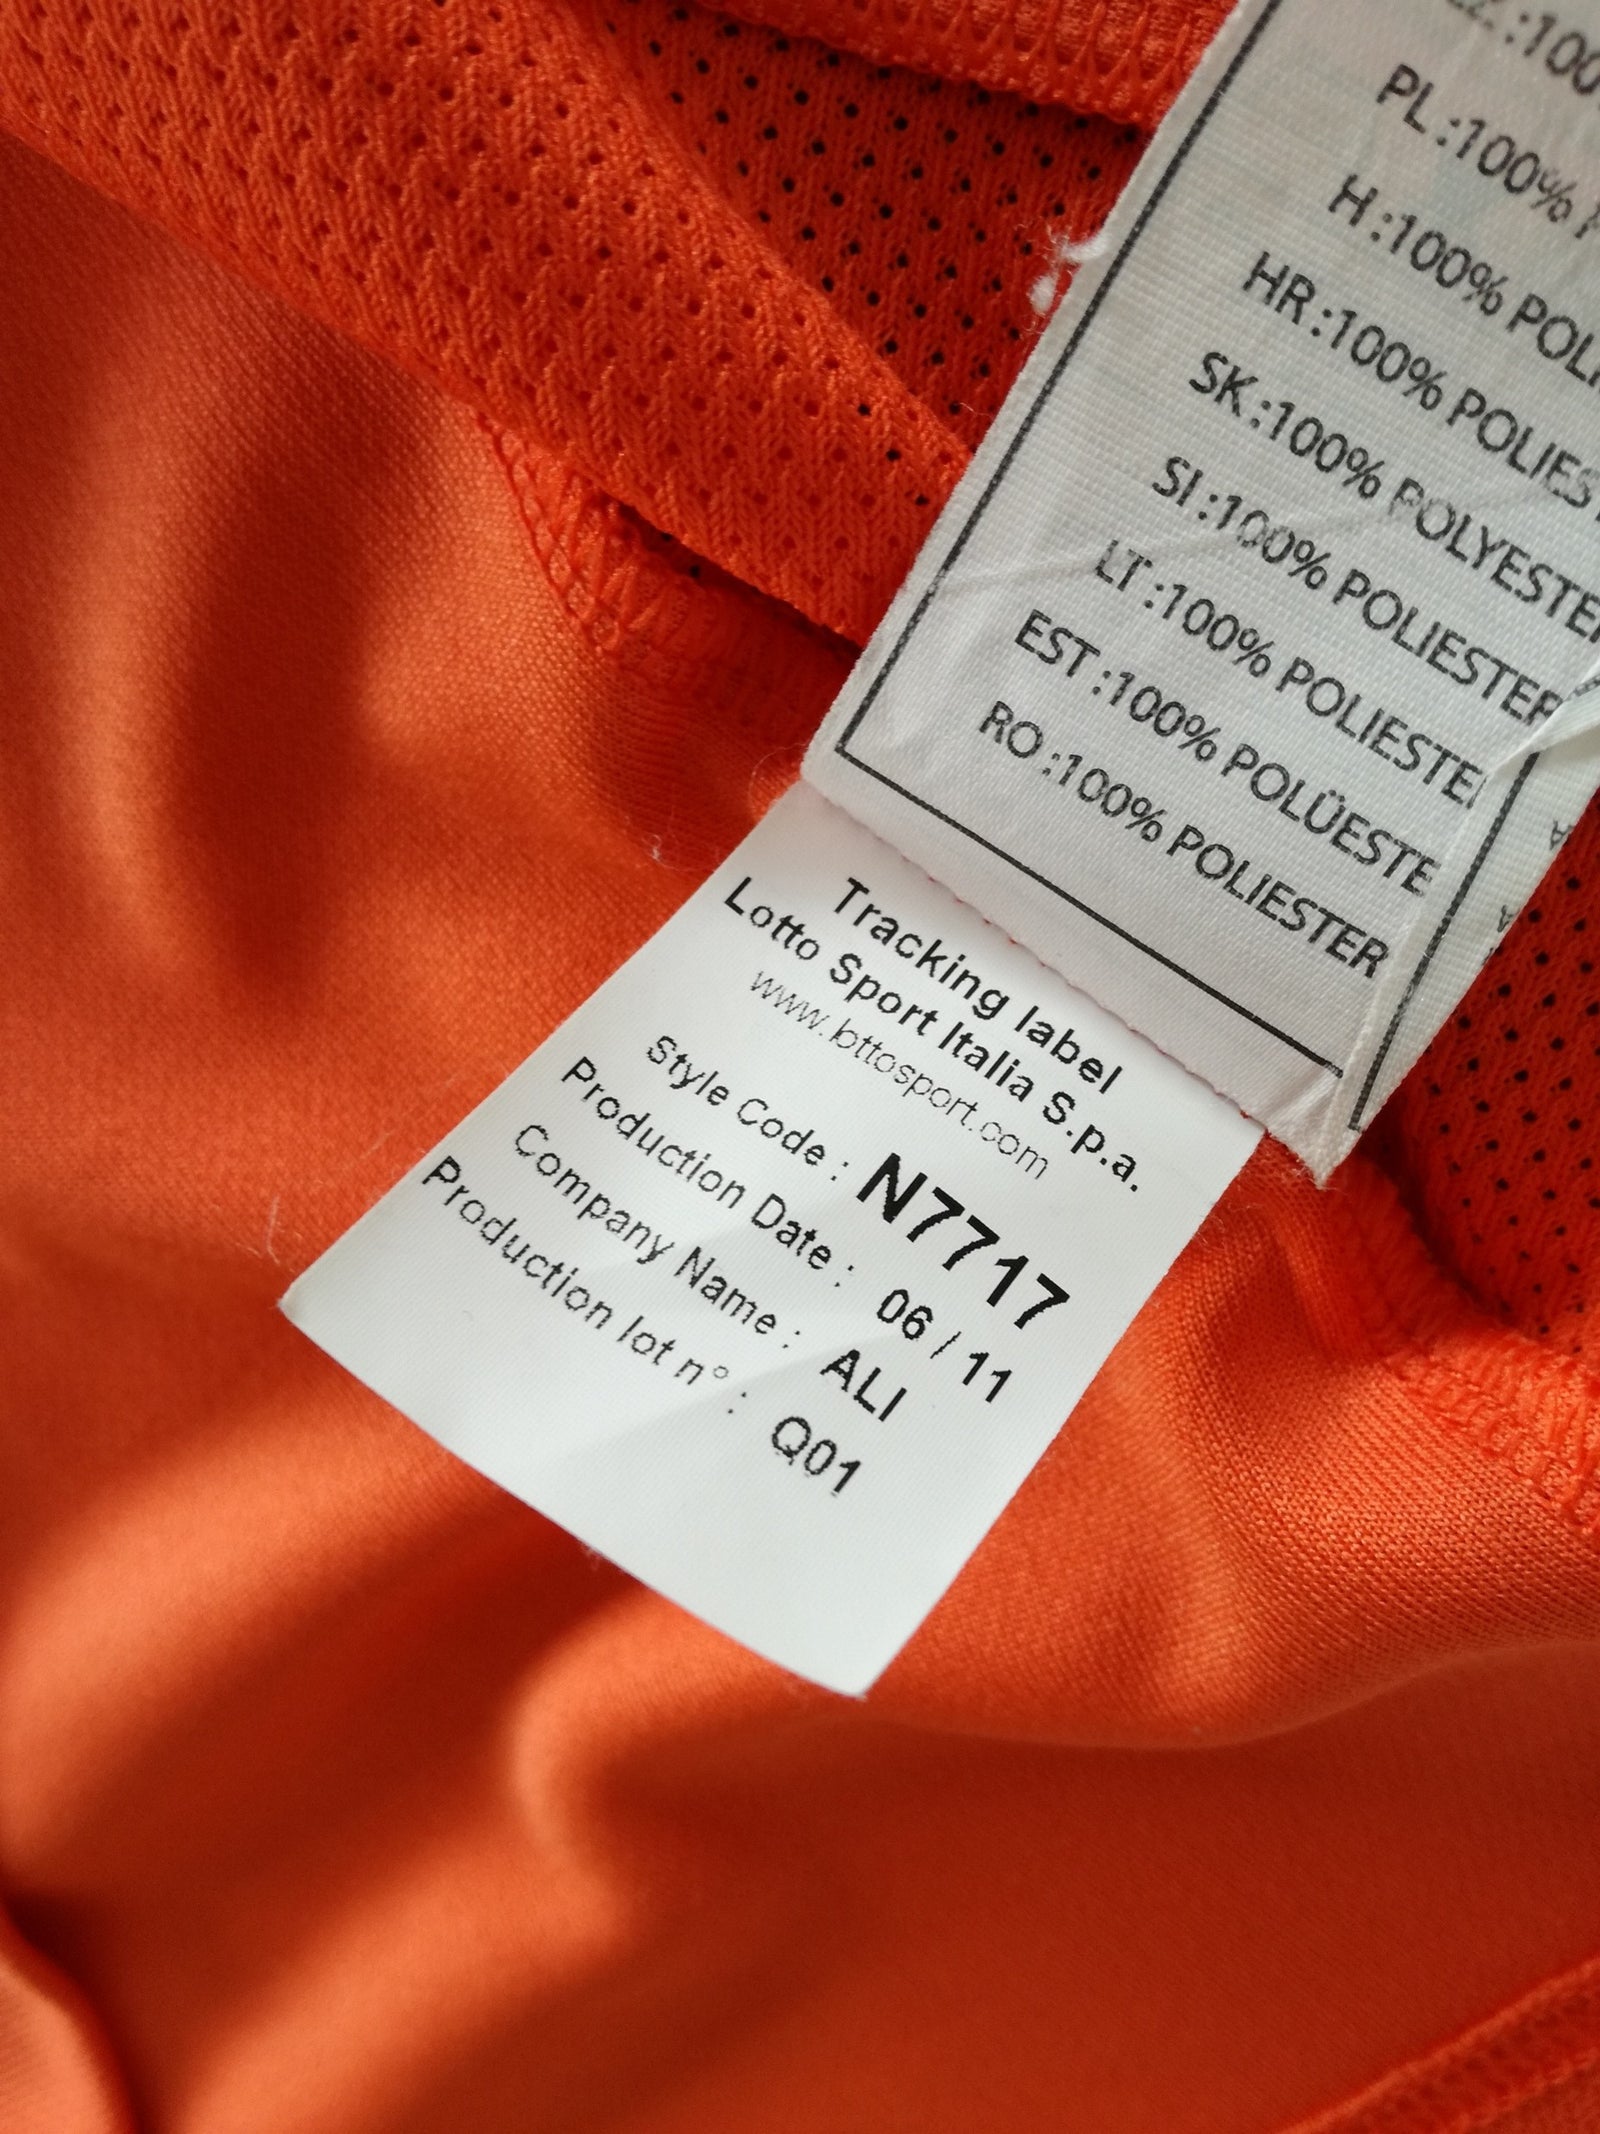 :100
PL :100%
H :100% POLI
HR :100% POLIES
SK :100% POLYESTE
SI :100% POLIESTER
LT :100% POLIESTE
EST :100% POLÜESTE
RO :100% POLIESTER
Tracking label
Lotto Sport Italia S.p.a.
www.lottosport.com
Style Code : N7717
Production Date : 06 / 11
Company Name : ALI
Production lot n° : Q01